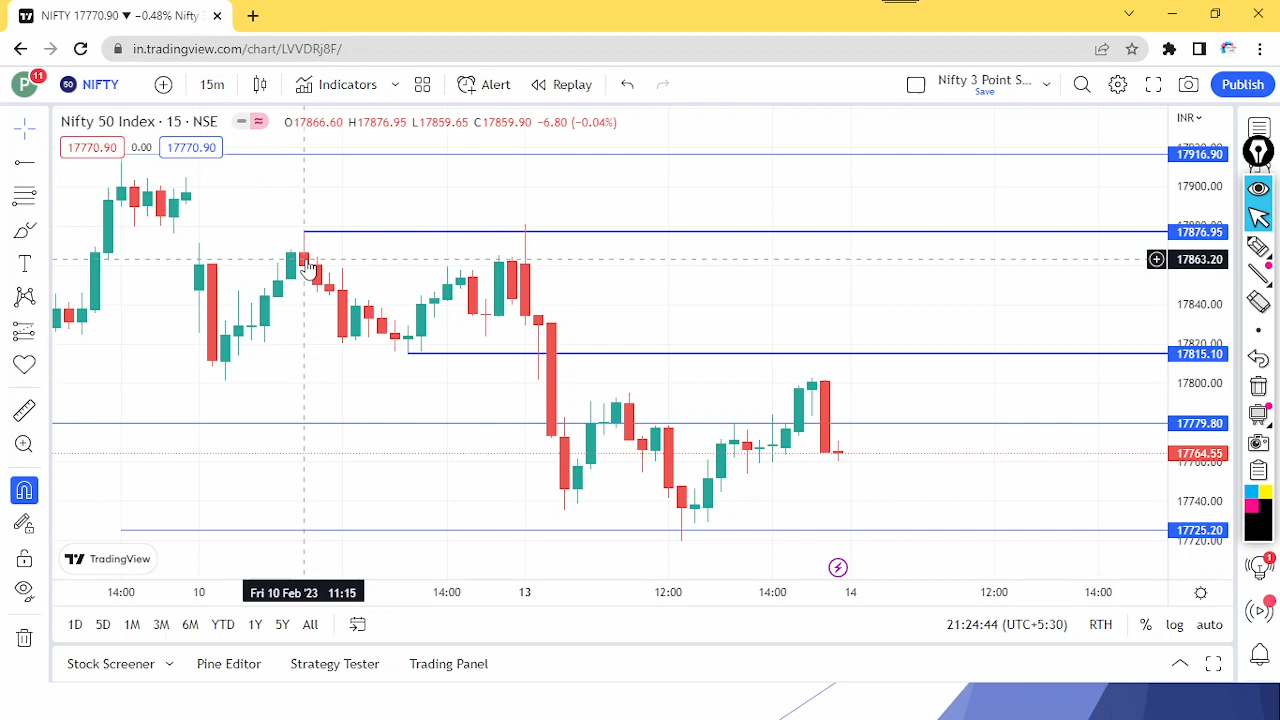 NIFTY 17770.90 ▼ −0.48% Nifty
in.tradingview.com/chart/LVVDRj8F/
P 11 50 NIFTY 15m Indicators Alert Replay Nifty 3 Point S... Save Publish
Nifty 50 Index · 15 · NSE O17866.60 H17876.95 L17859.65 C17859.90 −6.80 (−0.04%) INR
17770.90 0.00 17770.90
17916.90
17900.00
17876.95
17863.20
17840.00
17815.10
17800.00
17779.80
17764.55
17760.00
17740.00
17725.20
17720.00
TradingView
14:00 10 Fri 10 Feb '23 11:15 14:00 13 12:00 14:00 14 12:00 14:00
1D 5D 1M 3M 6M YTD 1Y 5Y All 21:24:44 (UTC+5:30) RTH % log auto
1
Stock Screener Pine Editor Strategy Tester Trading Panel